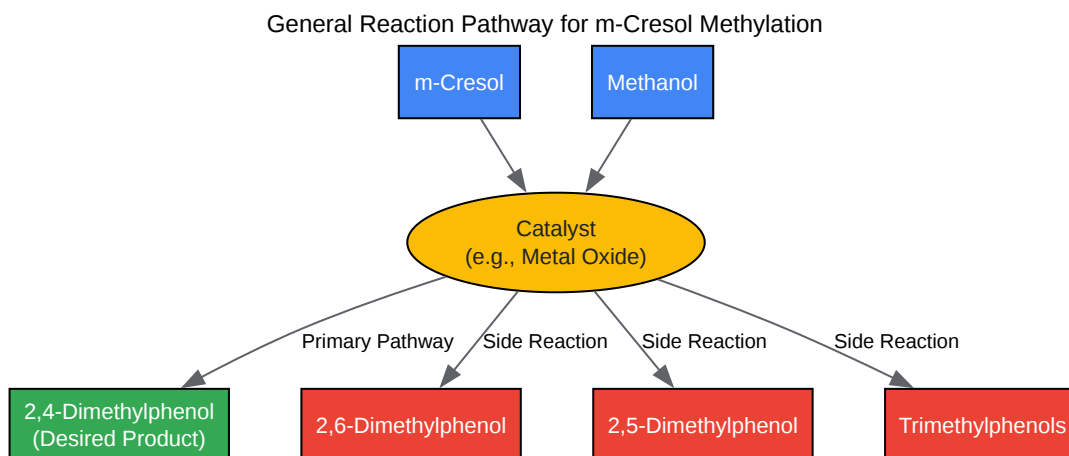 General Reaction Pathway for m-Cresol Methylation
m-Cresol
Methanol
Catalyst
(e.g., Metal Oxide)
Primary Pathway
Side Reaction
Side Reaction
Side Reaction
2,4-Dimethylphenol
(Desired Product)
2,6-Dimethylphenol
2,5-Dimethylphenol
Trimethylphenols